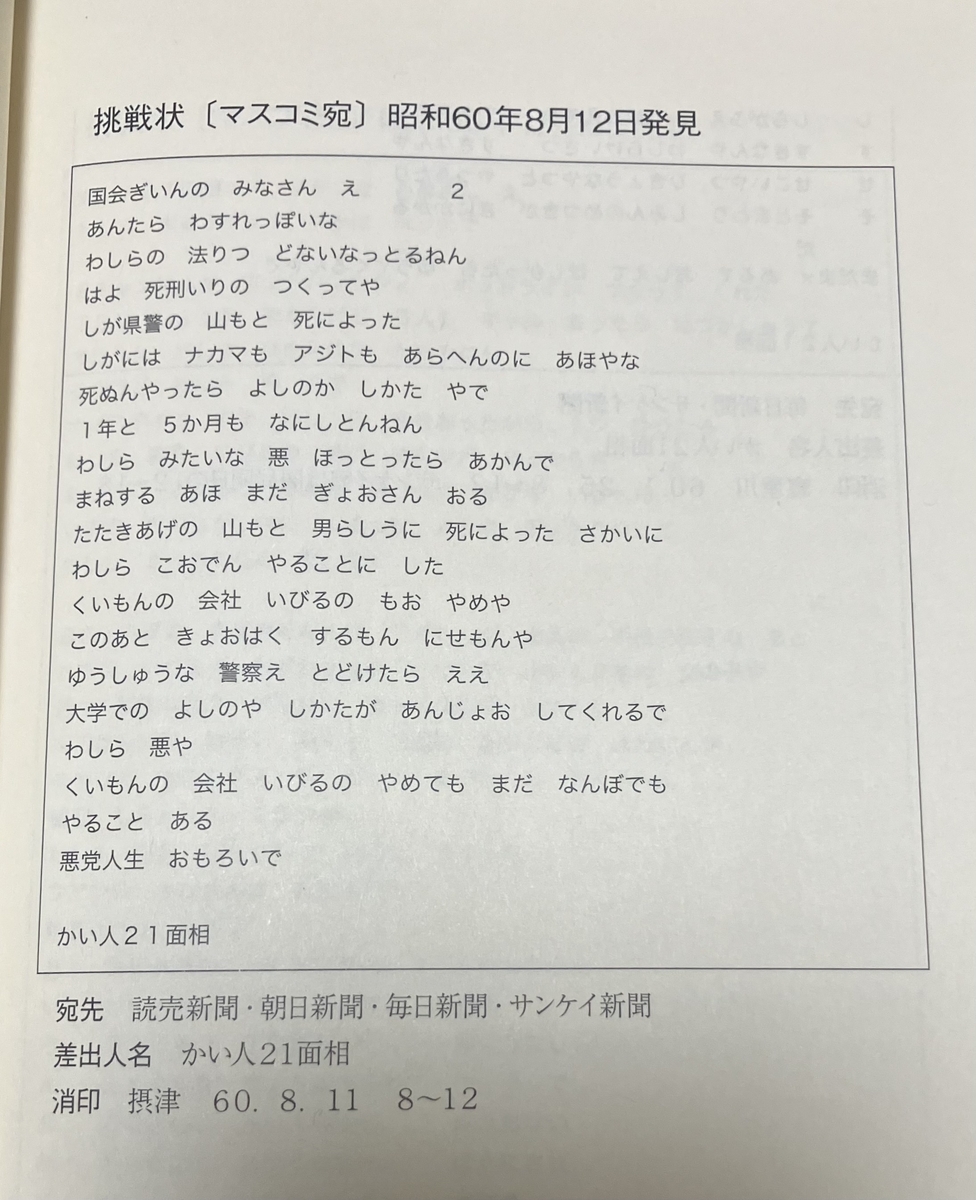 挑戦状〔マスコミ宛〕昭和60年8月12日発見
国会ぎいんの　みなさん　え　　　　2
あんたら　わすれっぽいな
わしらの　法りつ　どないなっとるねん
はよ　死刑いりの　つくってや
しが県警の　山もと　死によった
しがには　ナカマも　アジトも　あらへんのに　あほやな
死ぬんやったら　よしのか　しかた　やで
1年と　5か月も　なにしとんねん
わしら　みたいな　悪　ほっとったら　あかんで
まねする　あほ　まだ　ぎょおさん　おる
たたきあげの　山もと　男らしうに　死によった　さかいに
わしら　こおでん　やることに　した
くいもんの　会社　いびるの　もお　やめや
このあと　きょおはく　するもん　にせもんや
ゆうしゅうな　警察え　とどけたら　ええ
大学での　よしのや　しかたが　あんじょお　してくれるで
わしら　悪や
くいもんの　会社　いびるの　やめても　まだ　なんぼでも
やること　ある
悪党人生　おもろいで
かい人21面相
宛先　読売新聞・朝日新聞・毎日新聞・サンケイ新聞
差出人名　かい人21面相
消印　摂津　60. 8. 11　8〜12